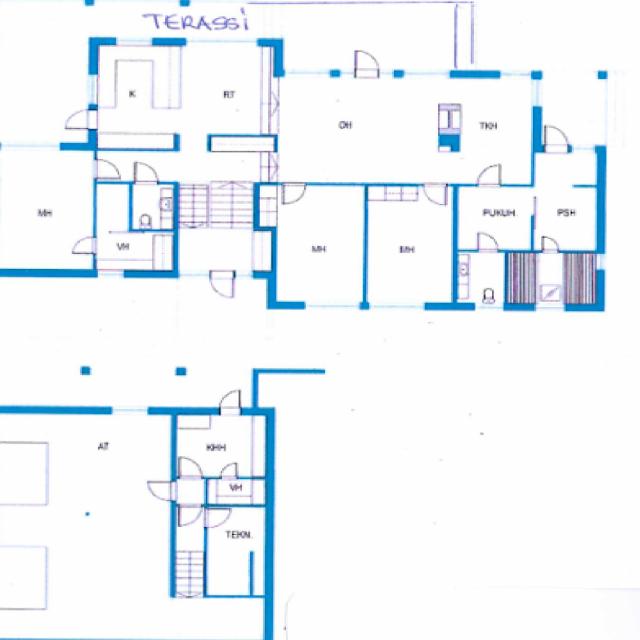 TERASSi
K
RT
OH
TKH
MH
VH
MH
MH
PUKUH.
PSH
AT
KHH
VH
TEKN.